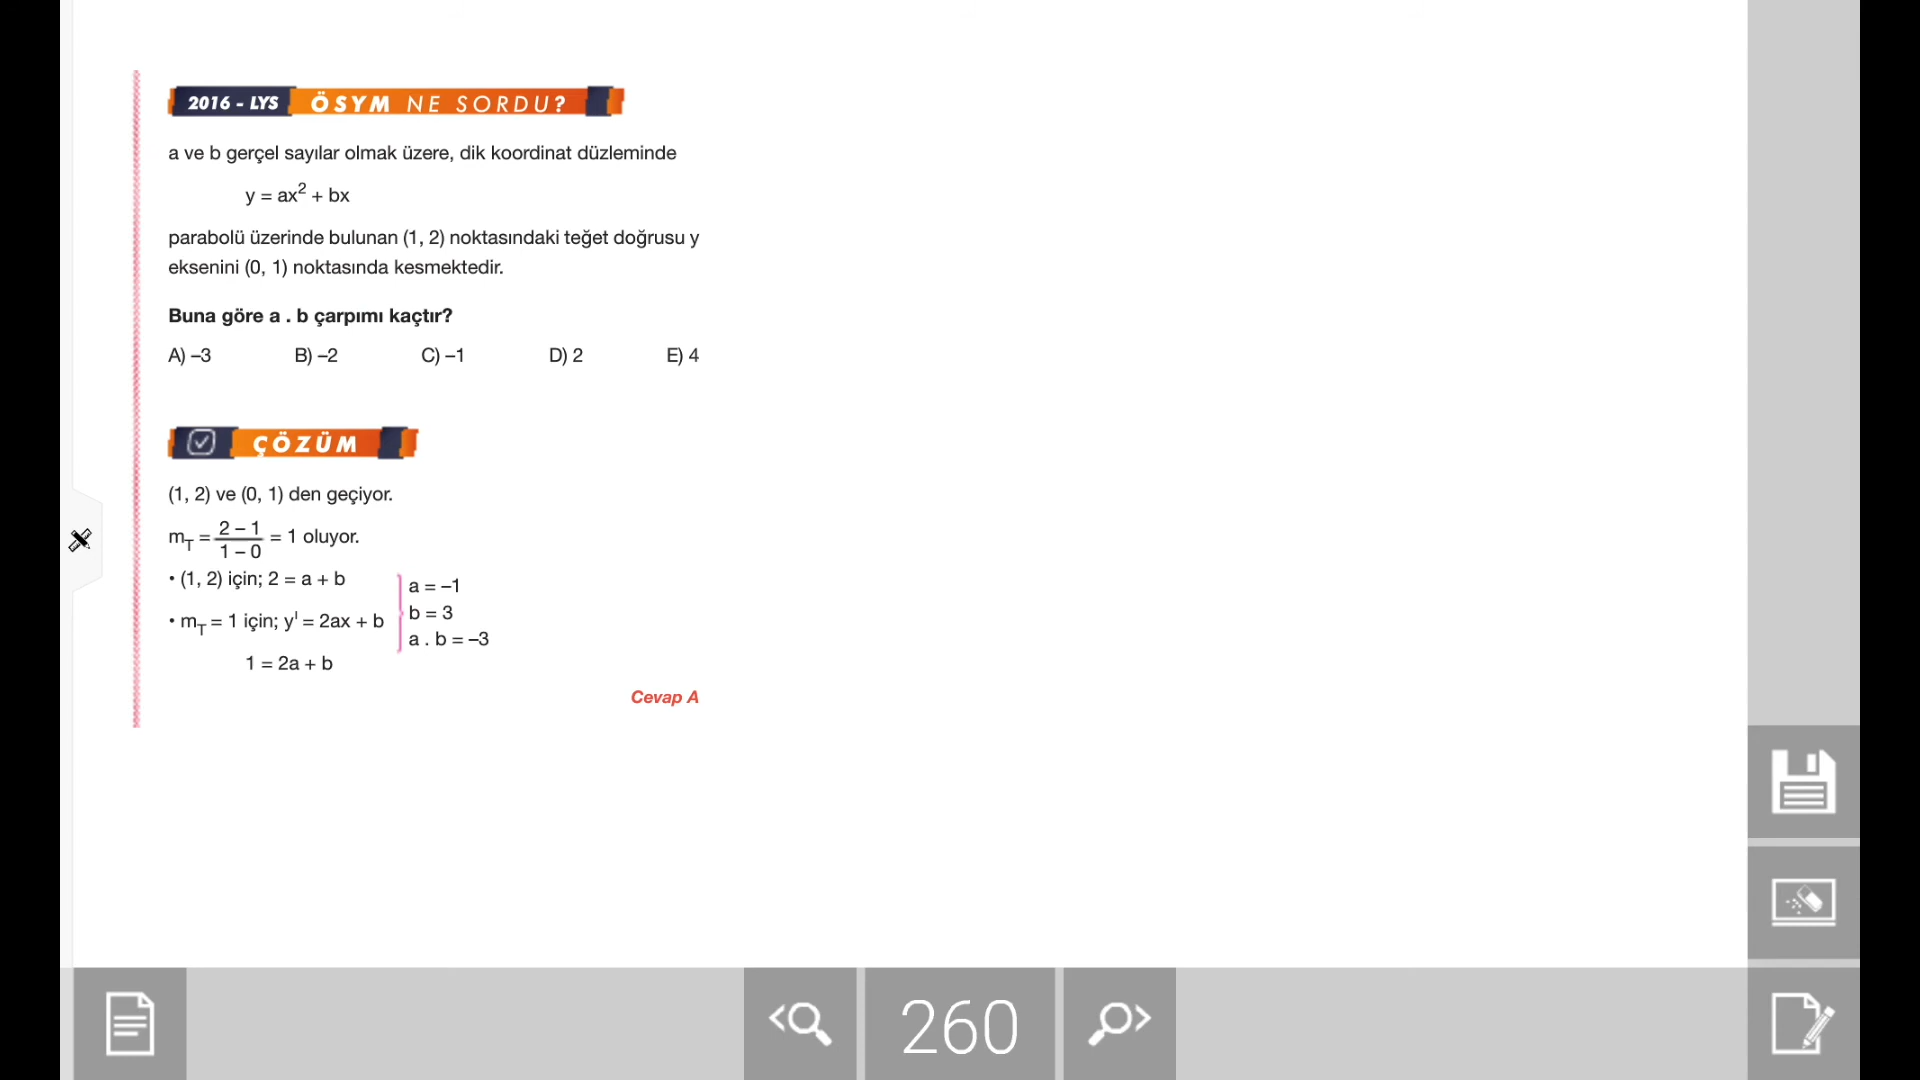 2016 - LYS ÖSYM NE SORDU?
a ve b gerçel sayılar olmak üzere, dik koordinat düzleminde
y = ax² + bx
parabolü üzerinde bulunan (1, 2) noktasındaki teğet doğrusu y
eksenini (0, 1) noktasında kesmektedir.
Buna göre a . b çarpımı kaçtır?
A) –3 B) –2 C) –1 D) 2 E) 4
ÇÖZÜM
(1, 2) ve (0, 1) den geçiyor.
m_T = (2 – 1)/(1 – 0) = 1 oluyor.
• (1, 2) için; 2 = a + b
• m_T = 1 için; y' = 2ax + b
1 = 2a + b
a = –1
b = 3
a . b = –3
Cevap A
260